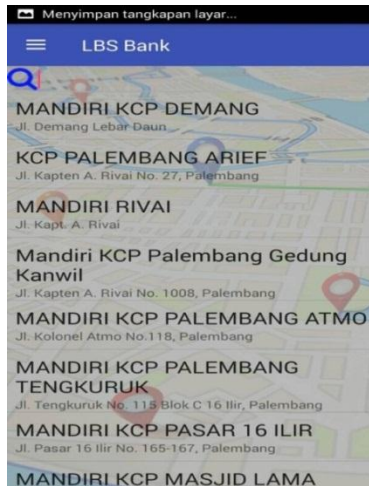 Menyimpan tangkapan layar...
LBS Bank
MANDIRI KCP DEMANG
Jl. Demang Lebar Daun
KCP PALEMBANG ARIEF
Jl. Kapten A. Rivai No. 27, Palembang
MANDIRI RIVAI
Jl. Kapt. A. Rivai
Mandiri KCP Palembang Gedung
Kanwil
Jl. Kapten A. Rivai No. 1008, Palembang
MANDIRI KCP PALEMBANG ATMO
Jl. Kolonel Atmo No.118, Palembang
MANDIRI KCP PALEMBANG
TENGKURUK
Jl. Tengkuruk No. 115 Blok C 16 Ilir, Palembang
MANDIRI KCP PASAR 16 ILIR
Jl. Pasar 16 Ilir No. 165-167, Palembang
MANDIRI KCP MASJID LAMA